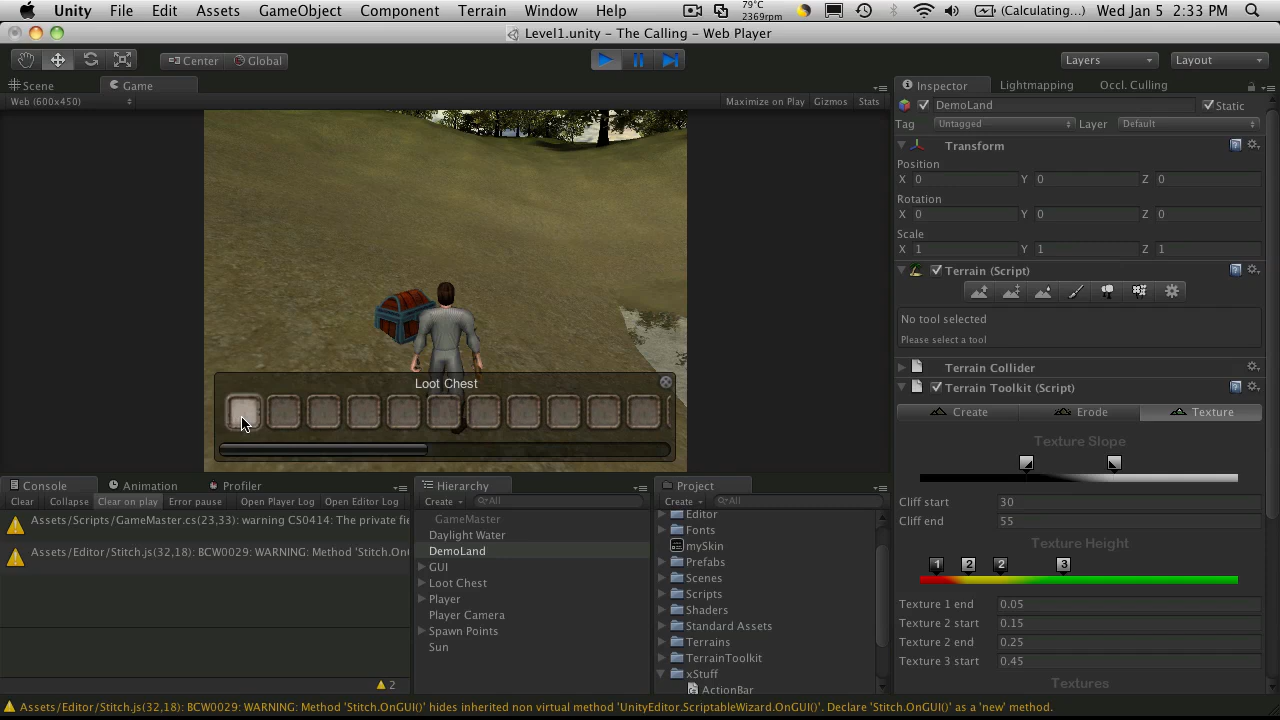 Unity File Edit Assets GameObject Component Terrain Window Help 79°C 2369rpm (Calculating...) Wed Jan 5 2:33 PM
Level1.unity - The Calling - Web Player
Center Global Layers Layout
Scene Game
Web (600x450) Maximize on Play Gizmos Stats
Loot Chest
Console Animation Profiler
Clear Collapse Clear on play Error pause Open Player Log Open Editor Log
Assets/Scripts/GameMaster.cs(23,33): warning CS0414: The private fie
Assets/Editor/Stitch.js(32,18): BCW0029: WARNING: Method 'Stitch.OnG
2
Hierarchy
Create All
GameMaster
Daylight Water
DemoLand
GUI
Loot Chest
Player
Player Camera
Spawn Points
Sun
Project
Create All
Editor
Fonts
mySkin
Prefabs
Scenes
Scripts
Shaders
Standard Assets
Terrains
TerrainToolkit
xStuff
ActionBar
Inspector Lightmapping Occl. Culling
DemoLand Static
Tag Untagged Layer Default
Transform
Position
X 0 Y 0 Z 0
Rotation
X 0 Y 0 Z 0
Scale
X 1 Y 1 Z 1
Terrain (Script)
No tool selected
Please select a tool
Terrain Collider
Terrain Toolkit (Script)
Create Erode Texture
Texture Slope
Cliff start 30
Cliff end 55
Texture Height
1 2 2 3
Texture 1 end 0.05
Texture 2 start 0.15
Texture 2 end 0.25
Texture 3 start 0.45
Textures
Assets/Editor/Stitch.js(32,18): BCW0029: WARNING: Method 'Stitch.OnGUI()' hides inherited non virtual method 'UnityEditor.ScriptableWizard.OnGUI()'. Declare 'Stitch.OnGUI()' as a 'new' method.